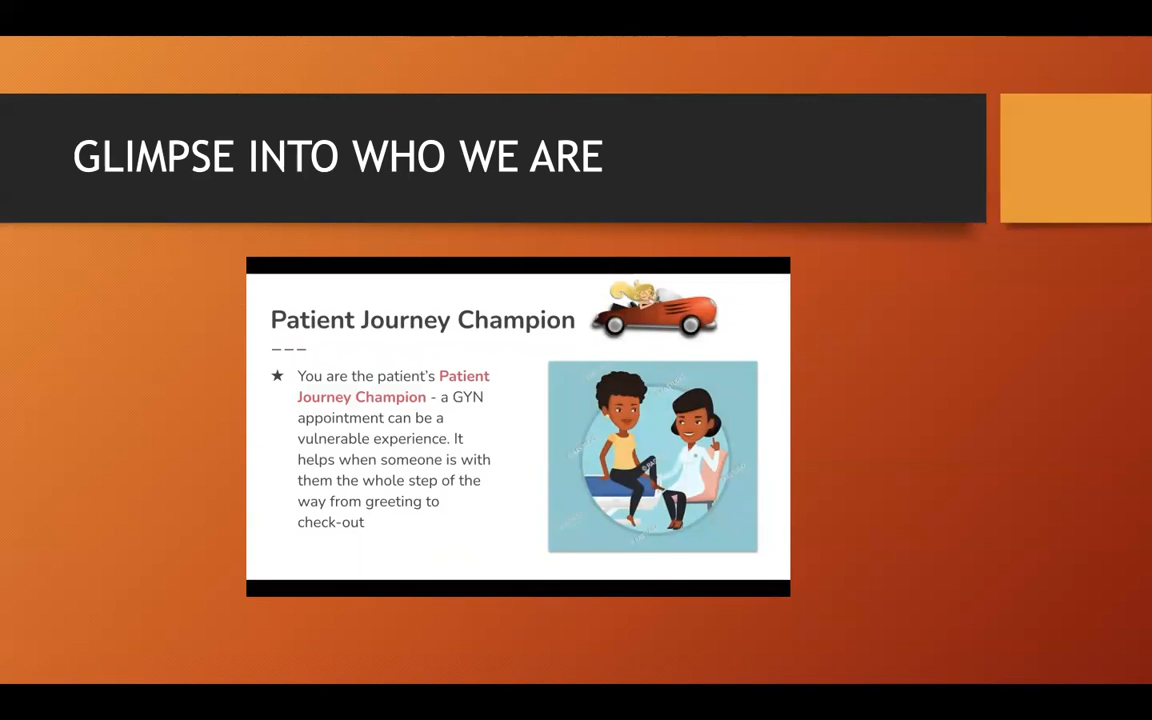 GLIMPSE INTO WHO WE ARE
Patient Journey Champion
★ You are the patient's Patient
Journey Champion - a GYN
appointment can be a
vulnerable experience. It
helps when someone is with
them the whole step of the
way from greeting to
check-out